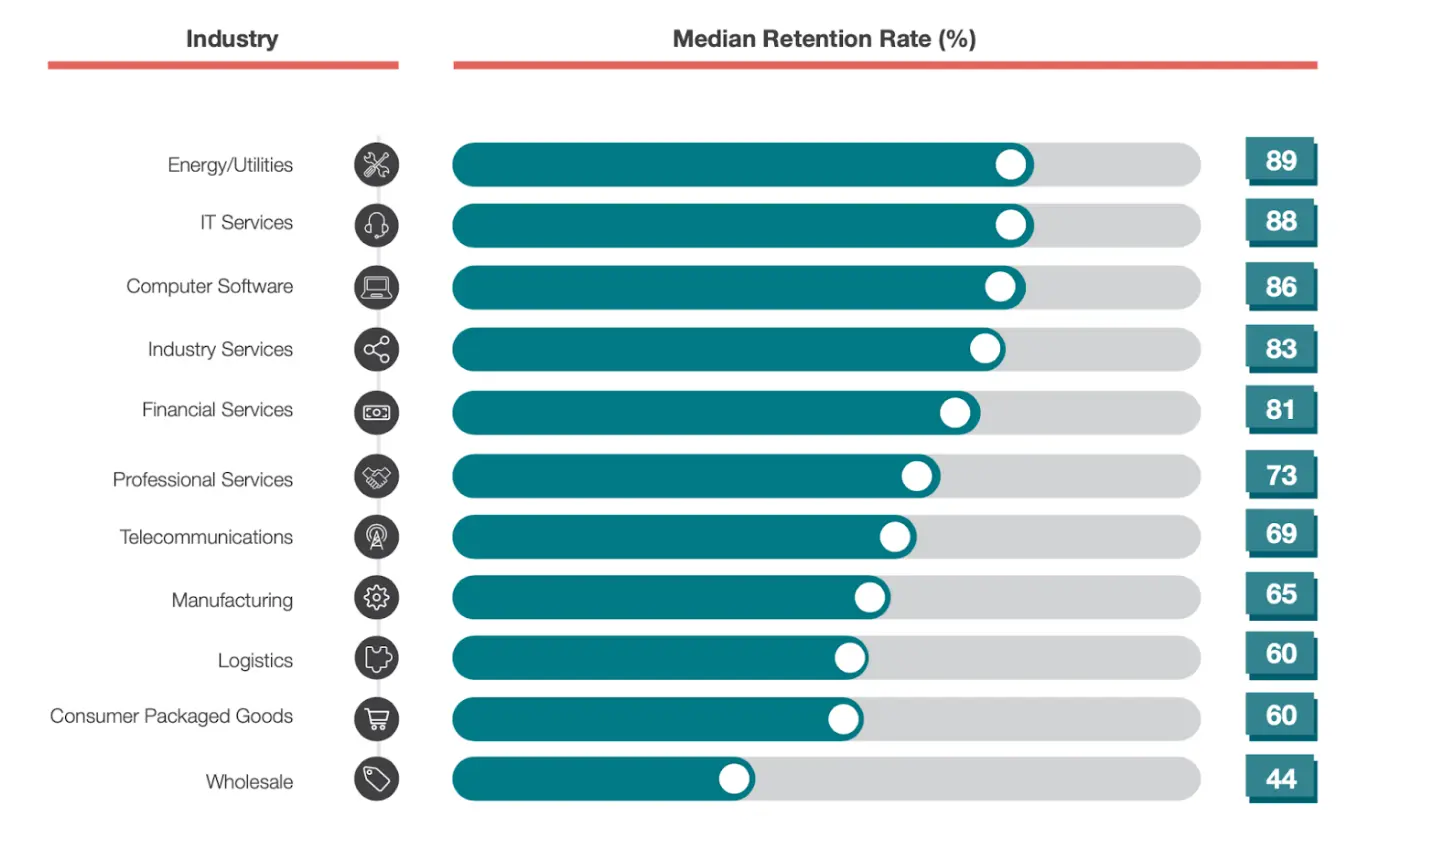 Industry Median Retention Rate (%)
Energy/Utilities 89
IT Services 88
Computer Software 86
Industry Services 83
Financial Services 81
Professional Services 73
Telecommunications 69
Manufacturing 65
Logistics 60
Consumer Packaged Goods 60
Wholesale 44